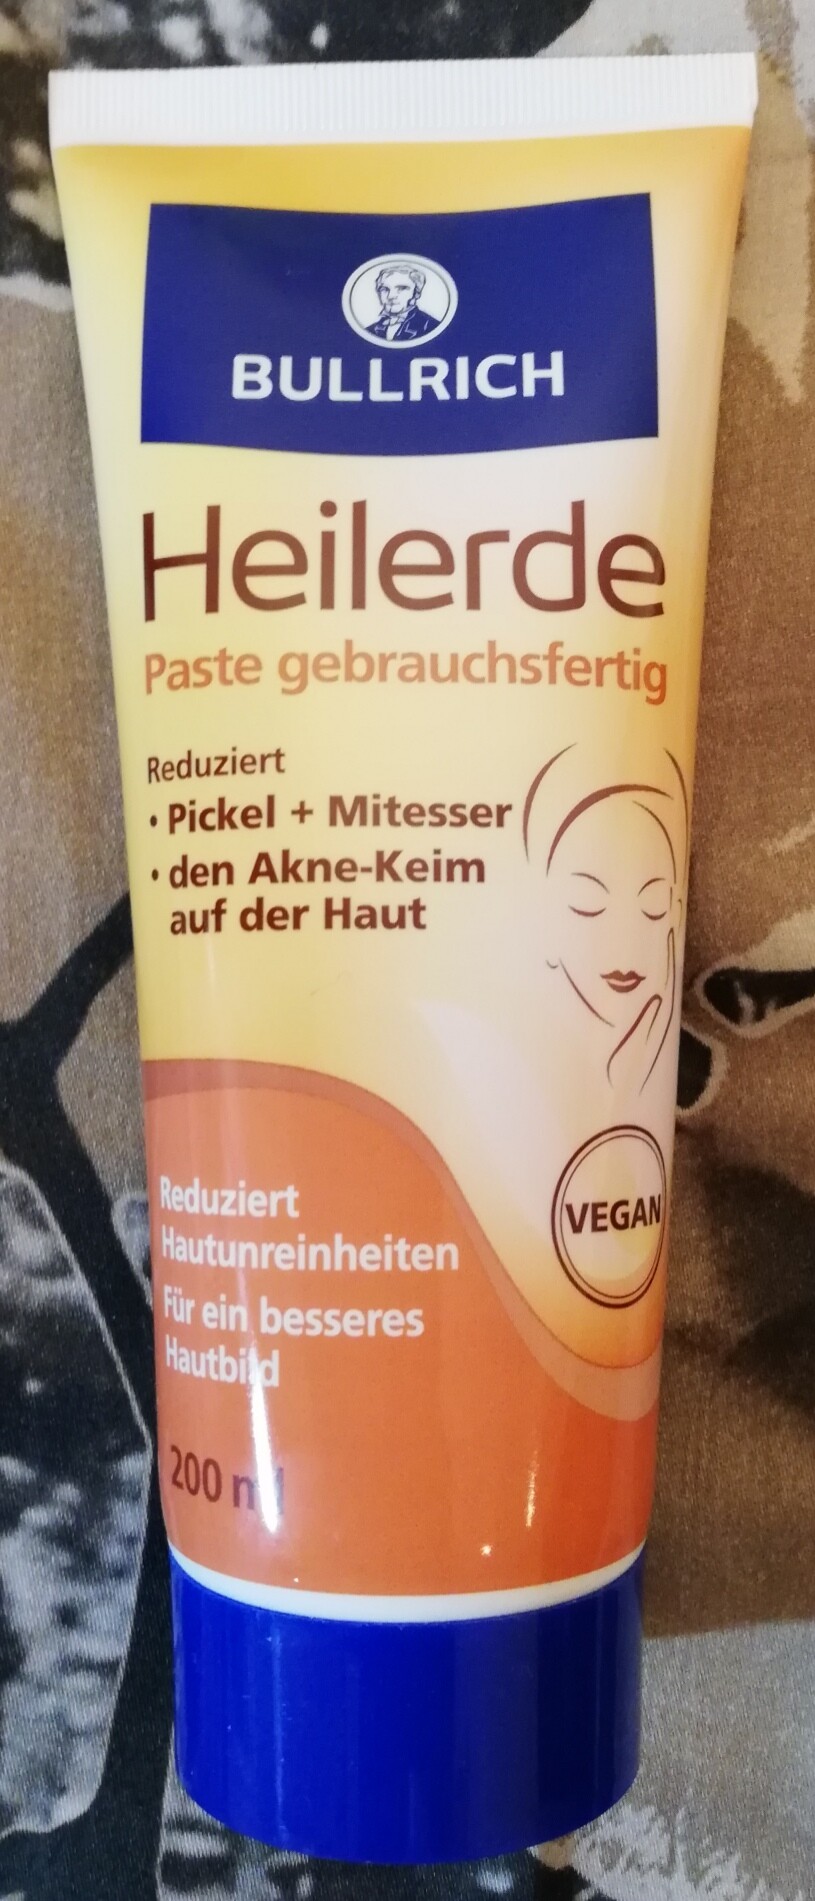 BULLRICH
Heilerde
Paste gebrauchsfertig
Reduziert
• Pickel + Mitesser
• den Akne-Keim
auf der Haut
VEGAN
Reduziert
Hautunreinheiten
Für ein besseres
Hautbild
200 ml